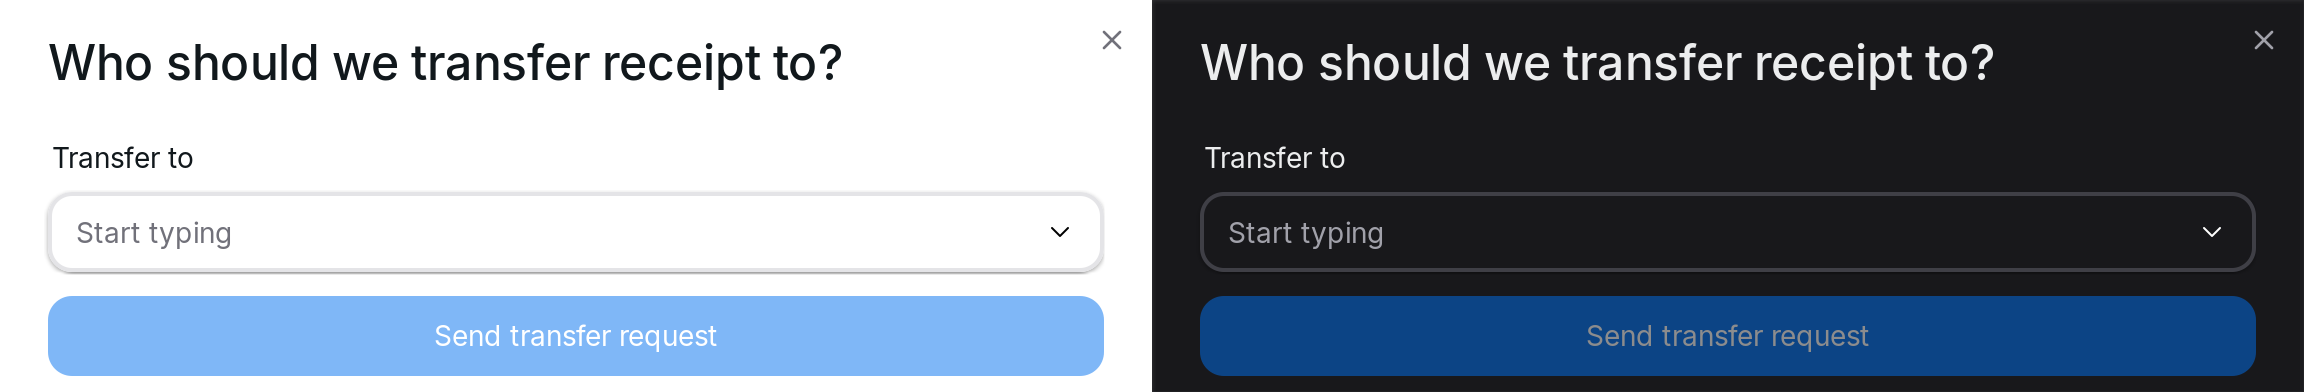 Who should we transfer receipt to?
Transfer to
Start typing
Send transfer request
Who should we transfer receipt to?
Transfer to
Start typing
Send transfer request